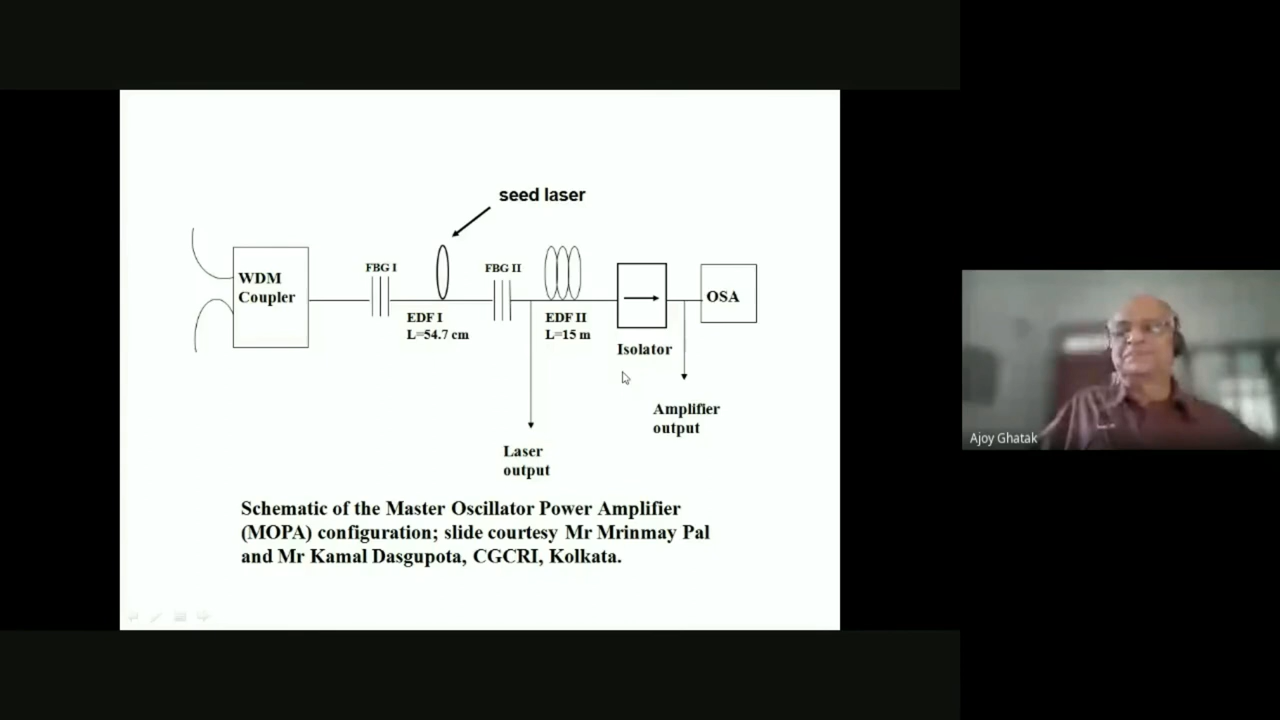 seed laser
WDM
Coupler
FBG I
FBG II
EDF I
L=54.7 cm
EDF II
L=15 m
Isolator
OSA
Laser
output
Amplifier
output
Schematic of the Master Oscillator Power Amplifier
(MOPA) configuration; slide courtesy Mr Mrinmay Pal
and Mr Kamal Dasgupota, CGCRI, Kolkata.
Ajoy Ghatak